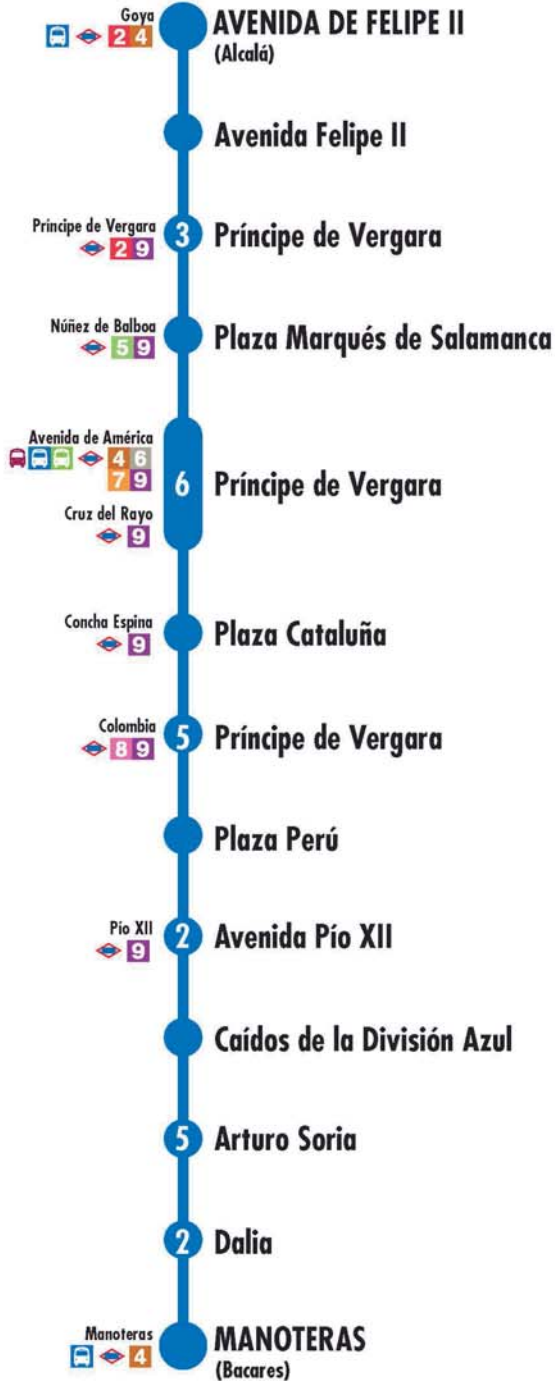 Goya
2 4
AVENIDA DE FELIPE II
(Alcalá)
Avenida Felipe II
Príncipe de Vergara
2 9
3
Príncipe de Vergara
Núñez de Balboa
5 9
Plaza Marqués de Salamanca
Avenida de América
4 6
7 9
Cruz del Rayo
9
6
Príncipe de Vergara
Concha Espina
9
Plaza Cataluña
Colombia
8 9
5
Príncipe de Vergara
Plaza Perú
Pío XII
9
2
Avenida Pío XII
Caídos de la División Azul
5
Arturo Soria
2
Dalia
Manoteras
4
MANOTERAS
(Bacares)